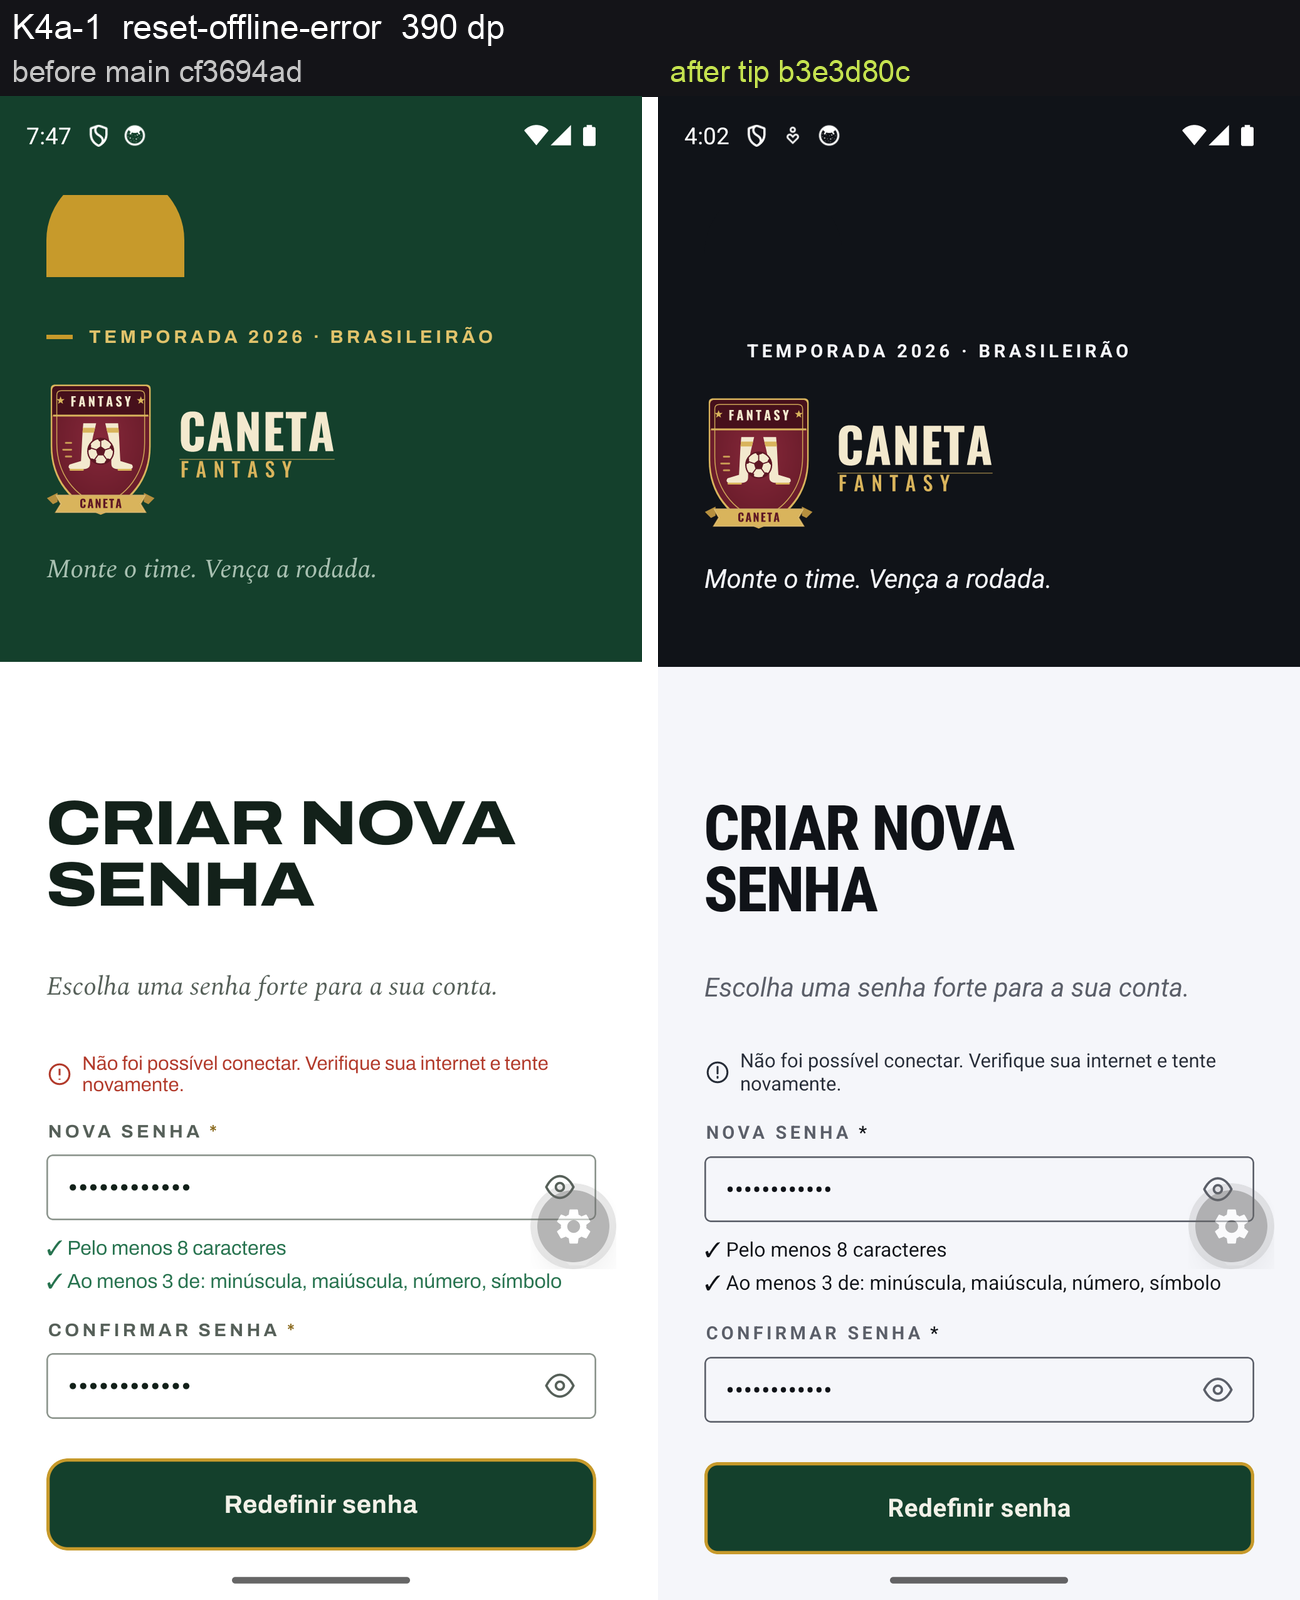 K4a-1 reset-offline-error 390 dp
before main cf3694ad
after tip b3e3d80c
7:47
TEMPORADA 2026 · BRASILEIRÃO
FANTASY
CANETA
CANETA
FANTASY
Monte o time. Vença a rodada.
CRIAR NOVA
SENHA
Escolha uma senha forte para a sua conta.
Não foi possível conectar. Verifique sua internet e tente
novamente.
NOVA SENHA *
••••••••••••
✓ Pelo menos 8 caracteres
✓ Ao menos 3 de: minúscula, maiúscula, número, símbolo
CONFIRMAR SENHA *
••••••••••••
Redefinir senha
4:02
TEMPORADA 2026 · BRASILEIRÃO
FANTASY
CANETA
CANETA
FANTASY
Monte o time. Vença a rodada.
CRIAR NOVA
SENHA
Escolha uma senha forte para a sua conta.
Não foi possível conectar. Verifique sua internet e tente
novamente.
NOVA SENHA *
••••••••••••
✓ Pelo menos 8 caracteres
✓ Ao menos 3 de: minúscula, maiúscula, número, símbolo
CONFIRMAR SENHA *
••••••••••••
Redefinir senha